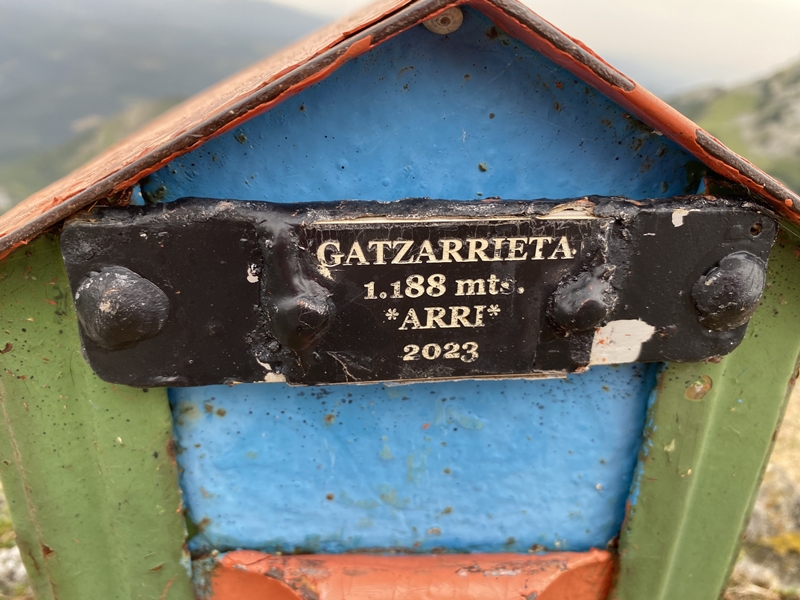 GATZARRIETA
1.188 mts.
*ARRI*
2023